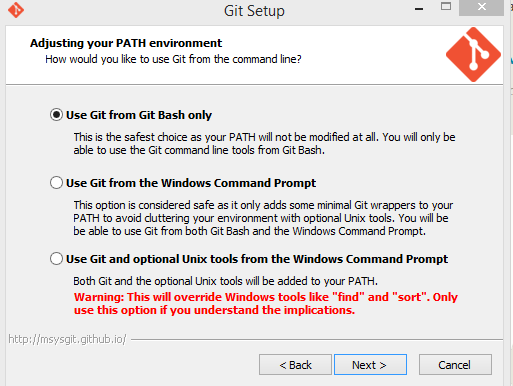 Git Setup
Adjusting your PATH environment
How would you like to use Git from the command line?
Use Git from Git Bash only
This is the safest choice as your PATH will not be modified at all. You will only be
able to use the Git command line tools from Git Bash.
Use Git from the Windows Command Prompt
This option is considered safe as it only adds some minimal Git wrappers to your
PATH to avoid cluttering your environment with optional Unix tools. You will be
be able to use Git from both Git Bash and the Windows Command Prompt.
Use Git and optional Unix tools from the Windows Command Prompt
Both Git and the optional Unix tools will be added to your PATH.
Warning: This will override Windows tools like "find" and "sort". Only
use this option if you understand the implications.
http://msysgit.github.io/
< Back
Next >
Cancel